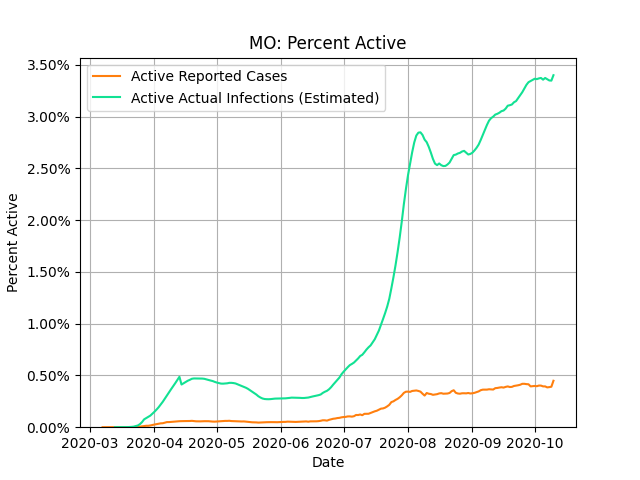 MO: Percent Active
Active Reported Cases
Active Actual Infections (Estimated)
Percent Active
3.50%
3.00%
2.50%
2.00%
1.50%
1.00%
0.50%
0.00%
2020-03 2020-04 2020-05 2020-06 2020-07 2020-08 2020-09 2020-10
Date